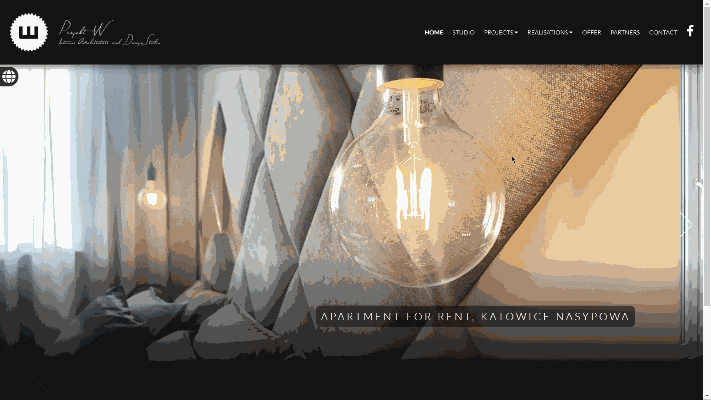 Projekt W
Interior Architecture and Design Studio
HOME STUDIO PROJECTS REALISATIONS OFFER PARTNERS CONTACT
APARTMENT FOR RENT, KATOWICE NASYPOWA